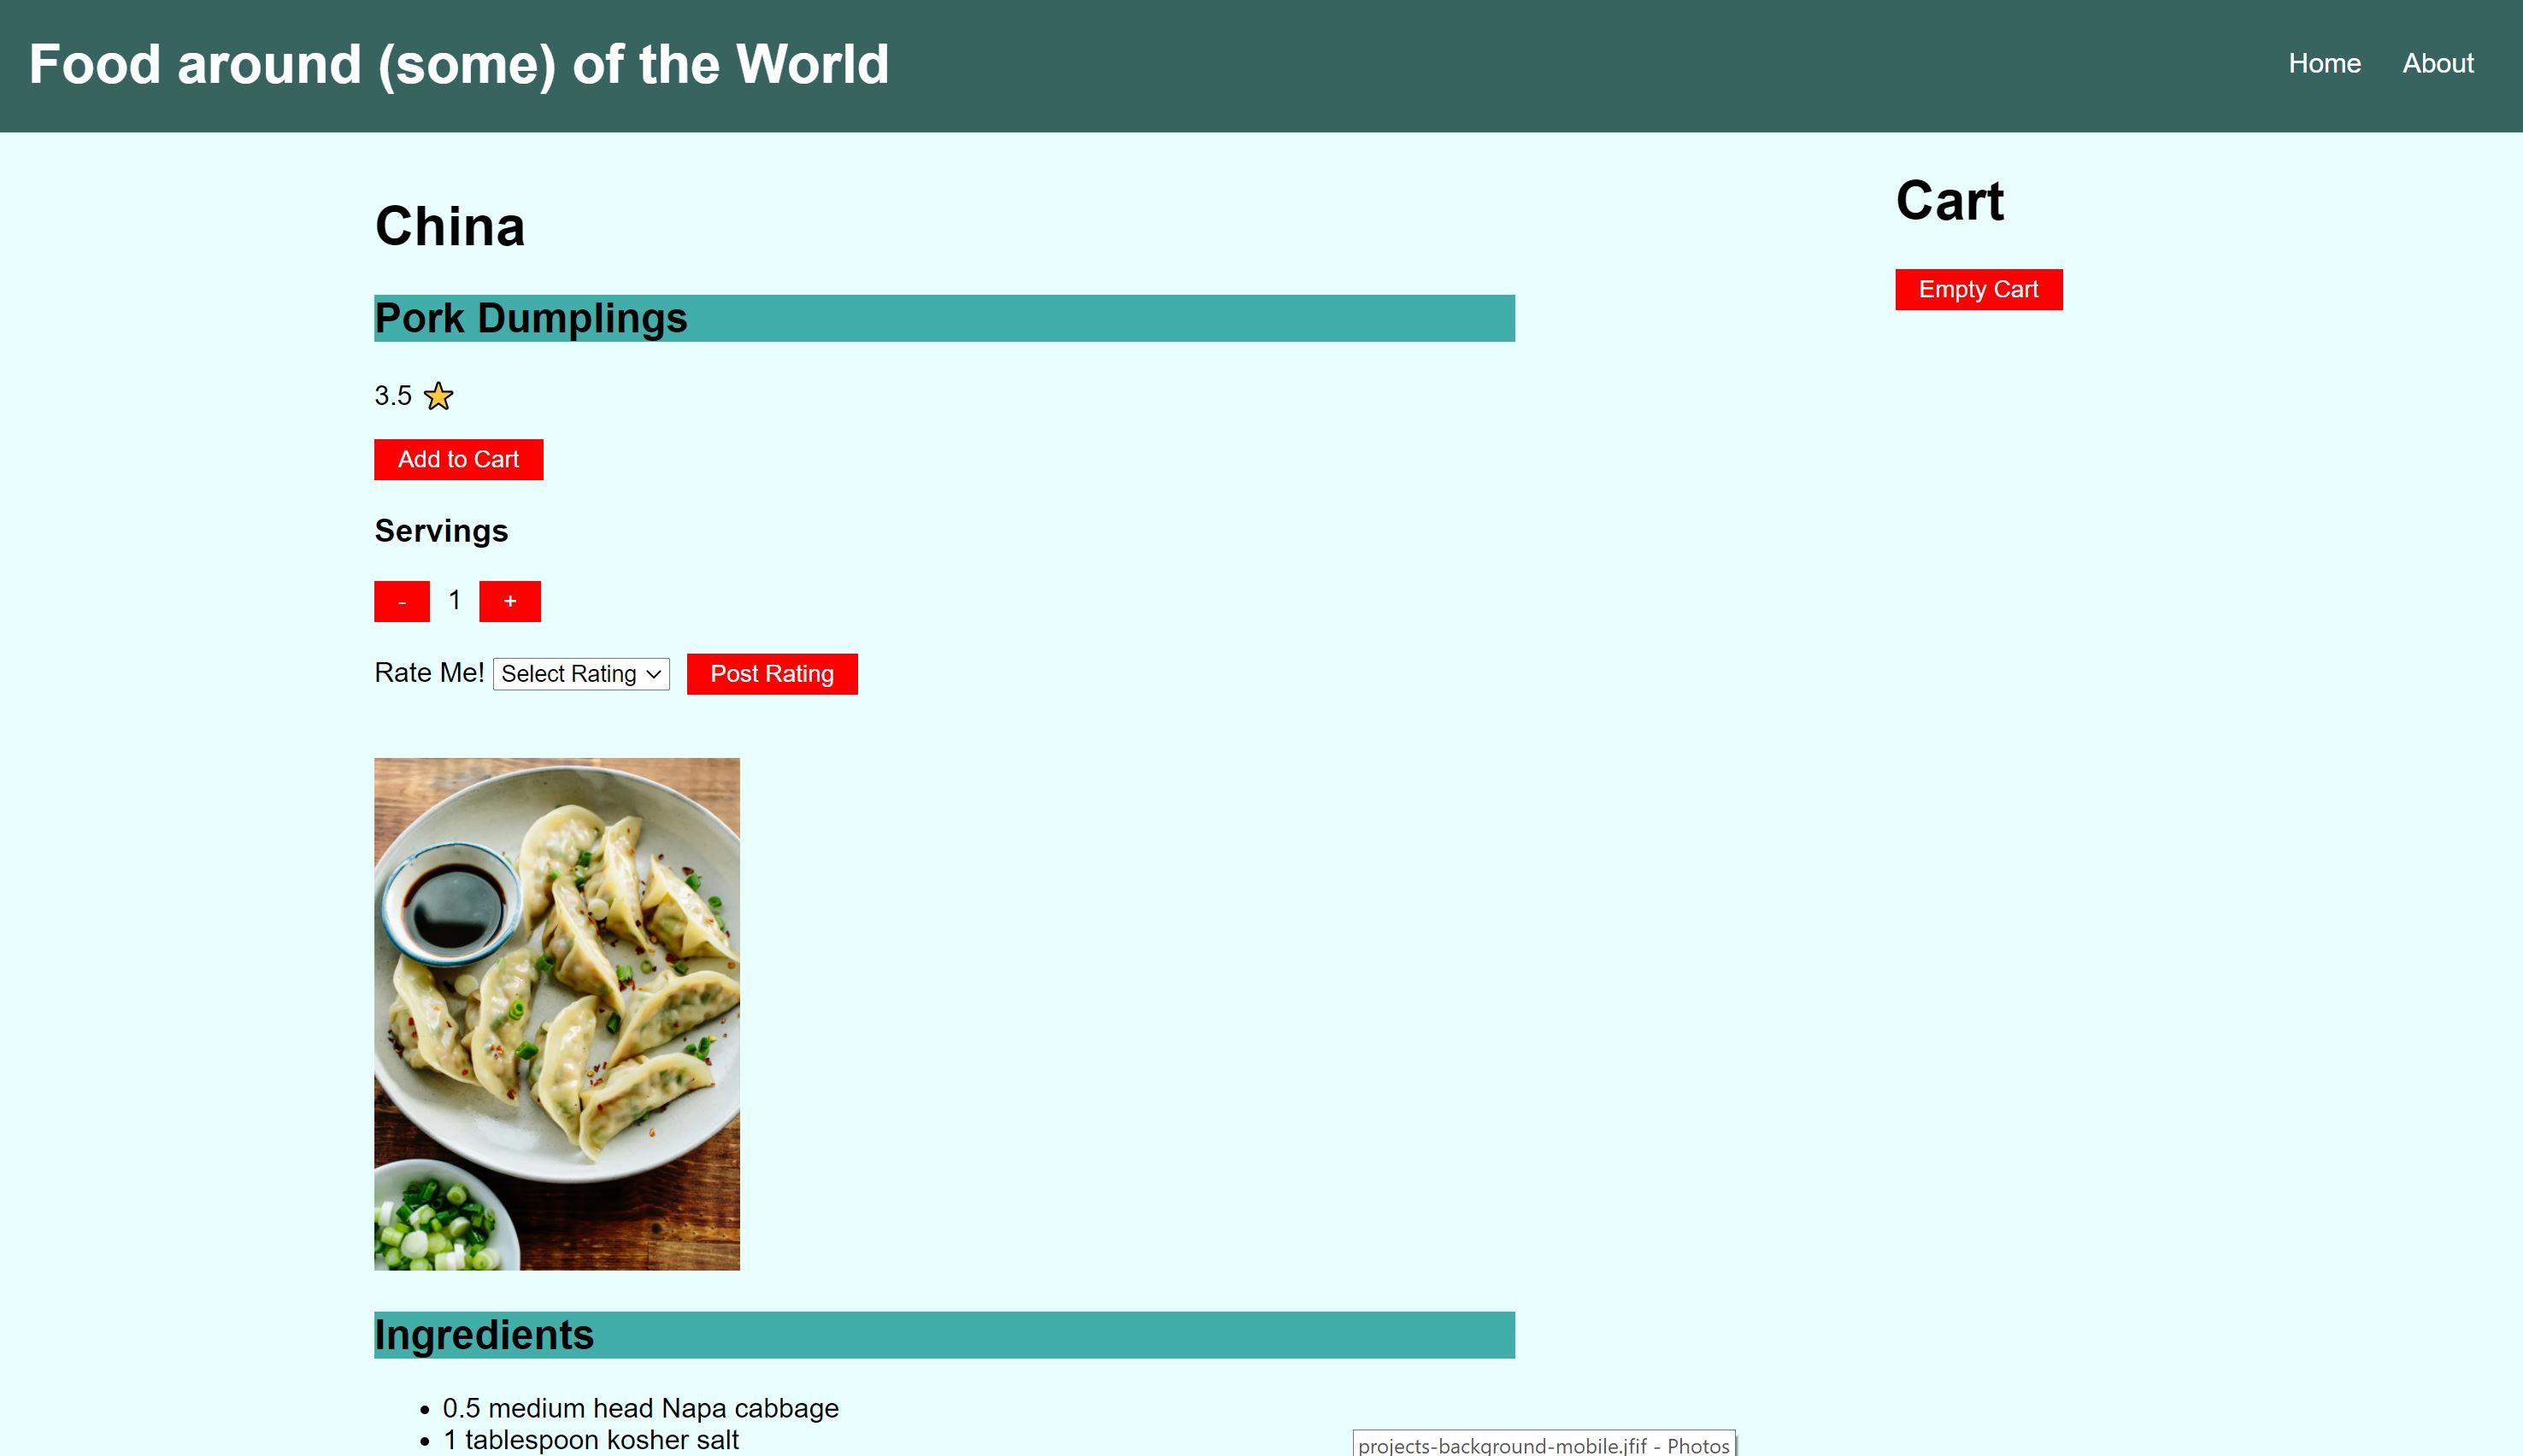 Food around (some) of the World
Home About
China
Cart
Empty Cart
Pork Dumplings
3.5
Add to Cart
Servings
- 1 +
Rate Me! Select Rating Post Rating
Ingredients
0.5 medium head Napa cabbage
1 tablespoon kosher salt
projects-background-mobile.jfif - Photos